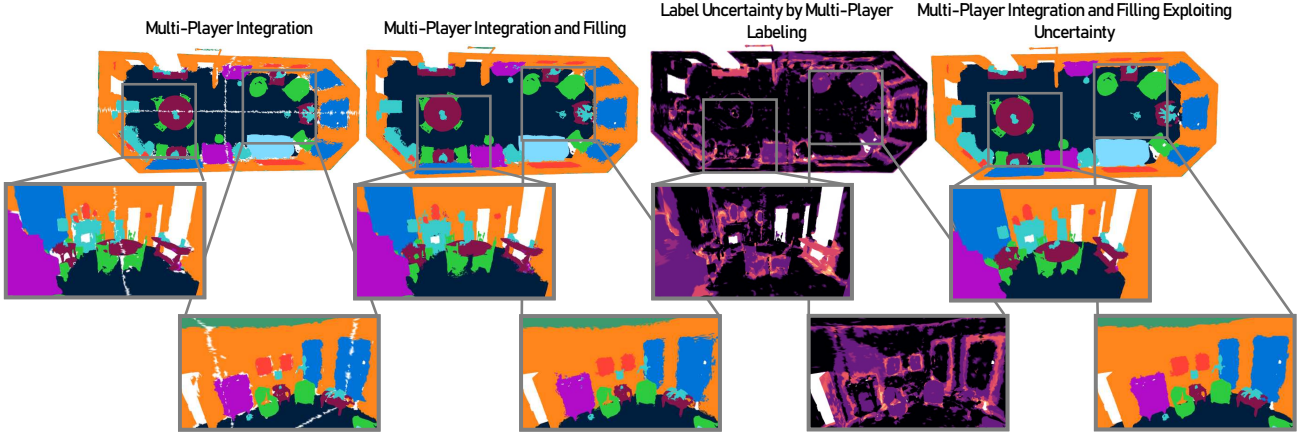 Multi-Player Integration
Multi-Player Integration and Filling
Label Uncertainty by Multi-Player
Labeling
Multi-Player Integration and Filling Exploiting
Uncertainty